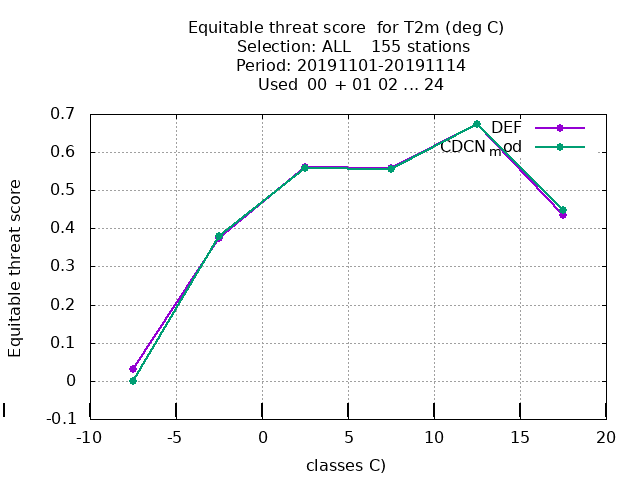 Equitable threat score  for T2m (deg C)
Selection: ALL    155 stations
Period: 20191101-20191114
Used  00  + 01 02 ... 24
DEF
CDCNmod
Equitable threat score
0.7
0.6
0.5
0.4
0.3
0.2
0.1
0
-0.1
-10
-5
0
5
10
15
20
classes C)